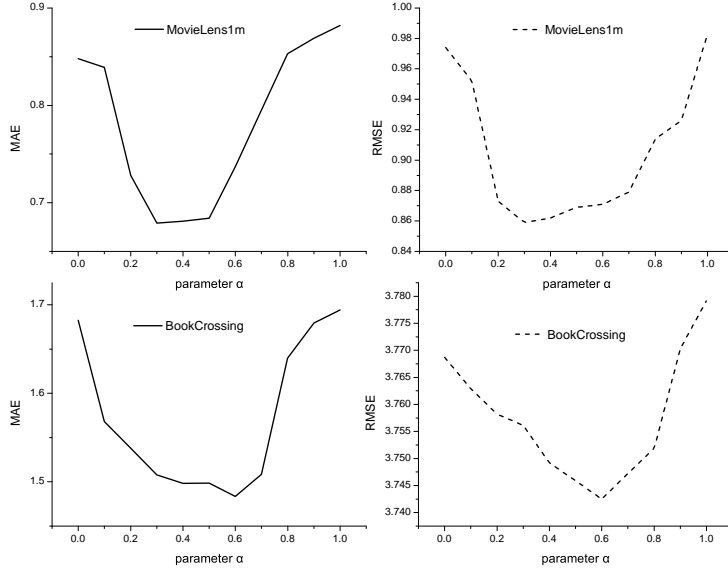 MovieLens1m
0.9
0.8
0.7
MAE
0.0 0.2 0.4 0.6 0.8 1.0
parameter α
MovieLens1m
1.00
0.98
0.96
0.94
0.92
0.90
0.88
0.86
0.84
RMSE
0.0 0.2 0.4 0.6 0.8 1.0
parameter α
BookCrossing
1.7
1.6
1.5
MAE
0.0 0.2 0.4 0.6 0.8 1.0
parameter α
BookCrossing
3.780
3.775
3.770
3.765
3.760
3.755
3.750
3.745
3.740
RMSE
0.0 0.2 0.4 0.6 0.8 1.0
parameter α